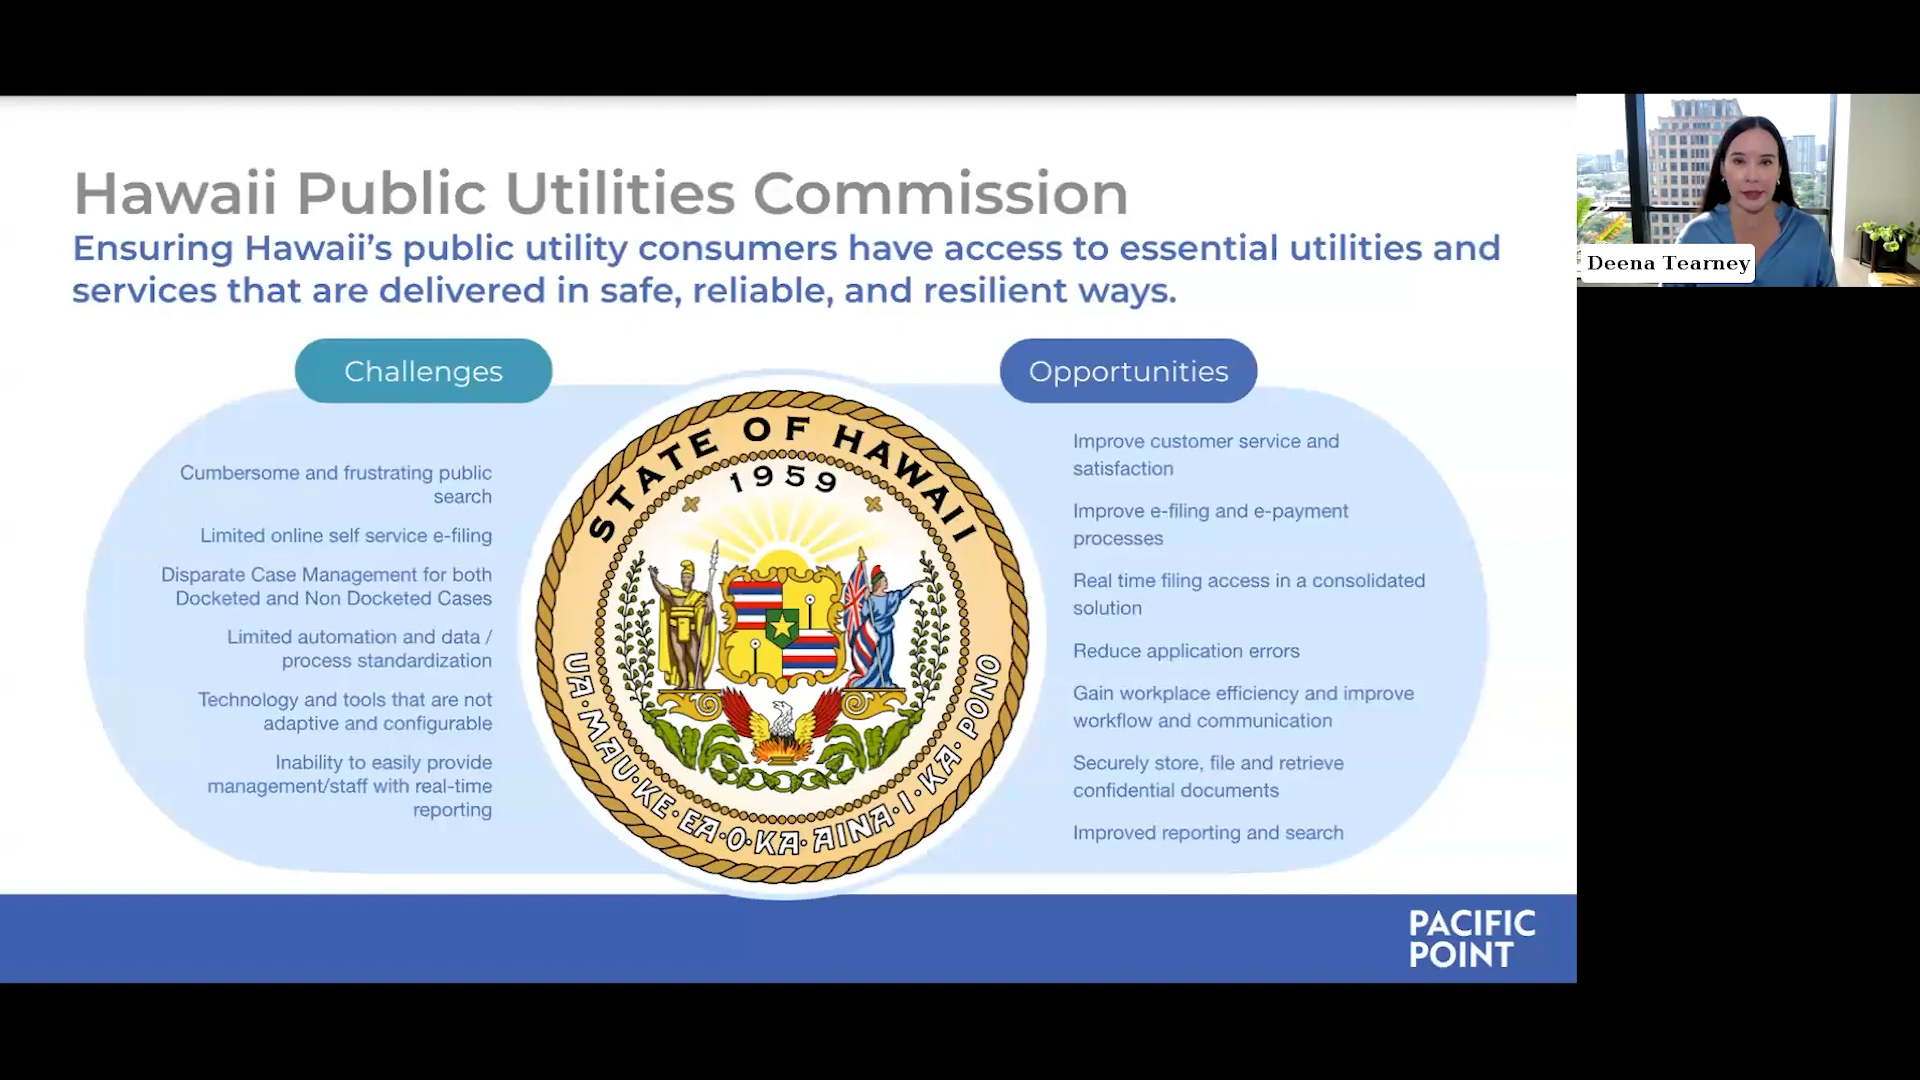 Hawaii Public Utilities Commission
Ensuring Hawaii’s public utility consumers have access to essential utilities and
services that are delivered in safe, reliable, and resilient ways.
Challenges
Cumbersome and frustrating public
search
Limited online self service e-filing
Disparate Case Management for both
Docketed and Non Docketed Cases
Limited automation and data /
process standardization
Technology and tools that are not
adaptive and configurable
Inability to easily provide
management/staff with real-time
reporting
STATE OF HAWAII
1959
UA·MAU·KE·EA·O·KA·AINA·I·KA·PONO
Opportunities
Improve customer service and
satisfaction
Improve e-filing and e-payment
processes
Real time filing access in a consolidated
solution
Reduce application errors
Gain workplace efficiency and improve
workflow and communication
Securely store, file and retrieve
confidential documents
Improved reporting and search
PACIFIC
POINT
Deena Tearney